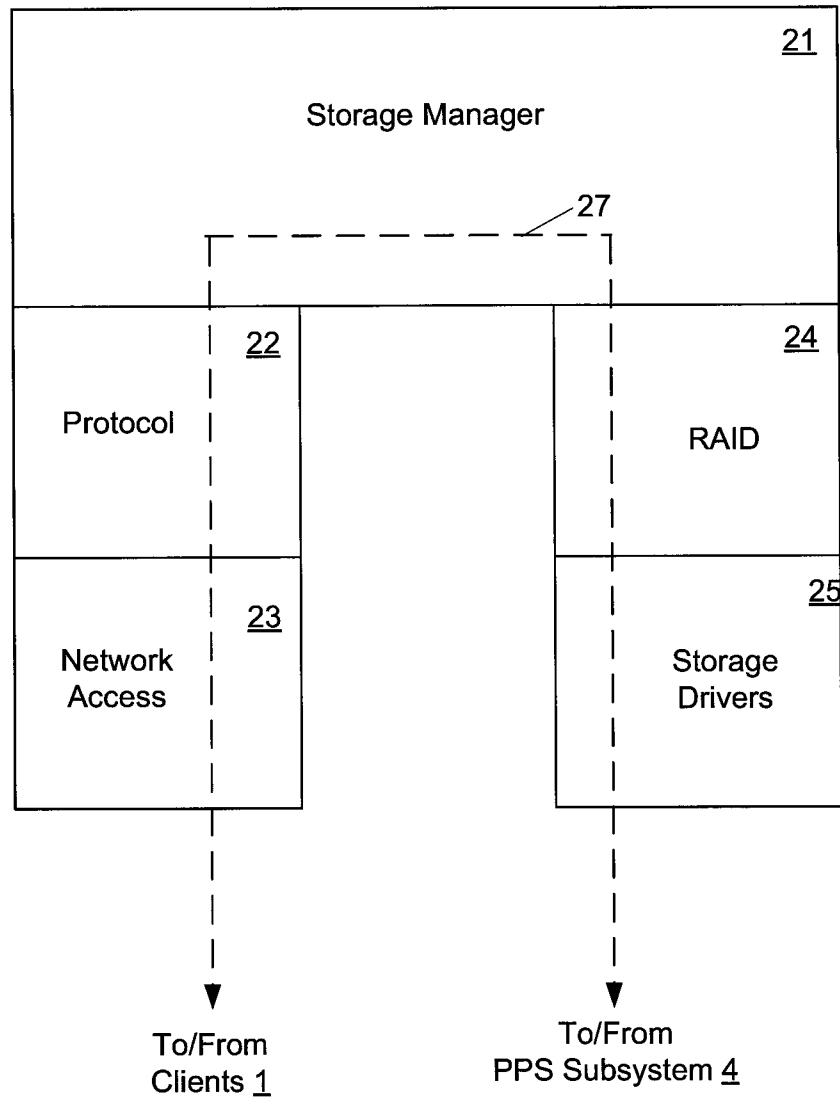 21
Storage Manager
27
22
Protocol
24
RAID
23
Network
Access
25
Storage
Drivers
To/From
Clients 1
To/From
PPS Subsystem 4